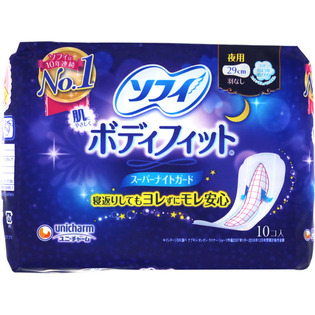 ソフィは
10年連続
No.1
肌
やさしく
ソフィ
ボディフィット
夜用
29cm
羽なし
スーパーナイトガード
寝返りしてもヨレずにモレ安心
unicharm
ユニ・チャーム
10コ入